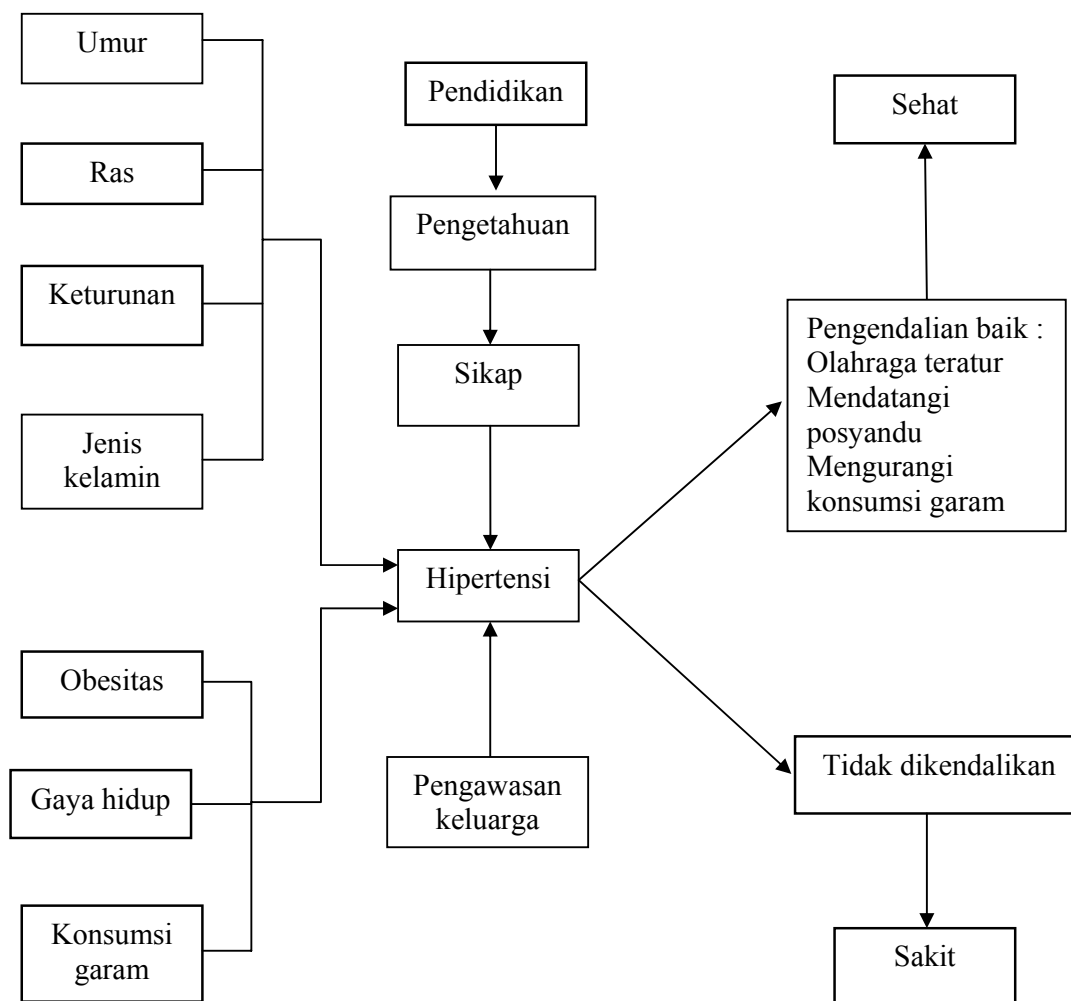 Umur
Ras
Keturunan
Jenis
kelamin
Obesitas
Gaya hidup
Konsumsi
garam
Pendidikan
Pengetahuan
Sikap
Hipertensi
Pengawasan
keluarga
Sehat
Pengendalian baik :
Olahraga teratur
Mendatangi
posyandu
Mengurangi
konsumsi garam
Tidak dikendalikan
Sakit